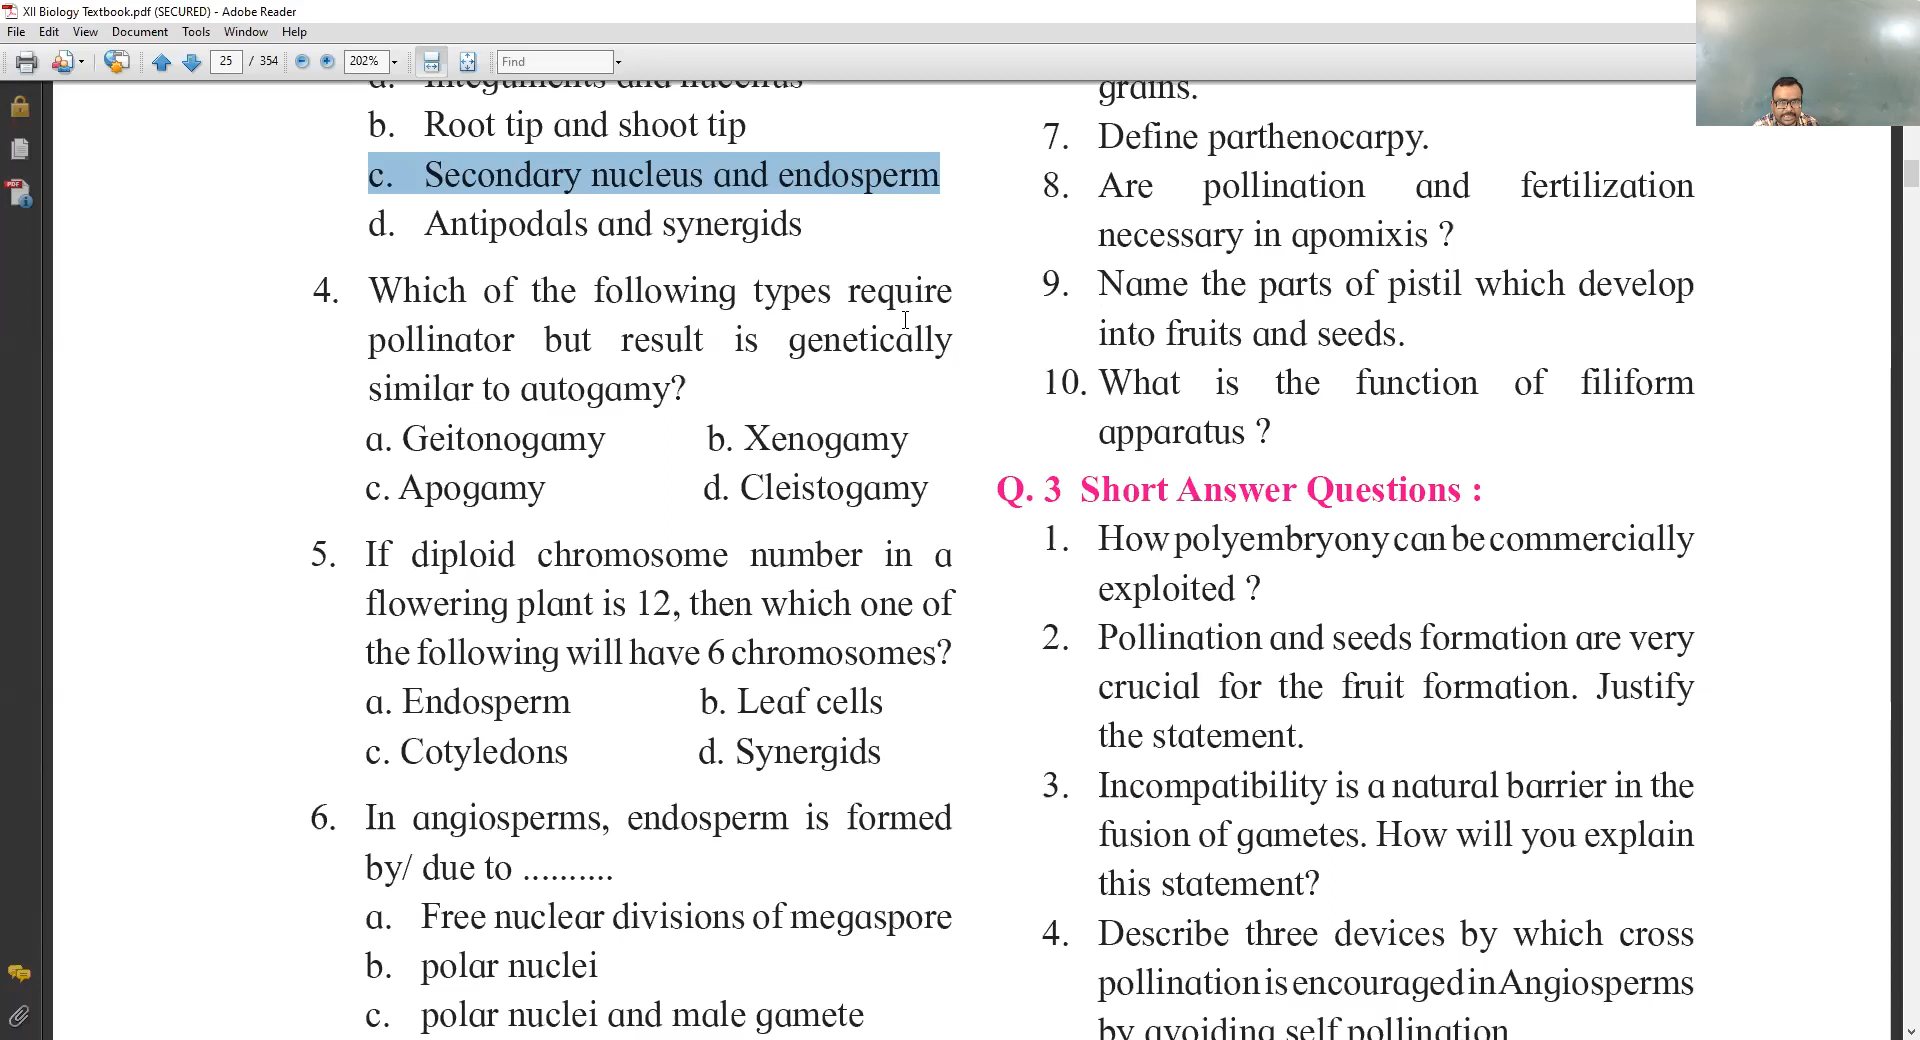 XII Biology Textbook.pdf (SECURED) - Adobe Reader
File Edit View Document Tools Window Help
25 / 354 202% Find
a. Integuments and nucellus
b. Root tip and shoot tip
c. Secondary nucleus and endosperm
d. Antipodals and synergids
4. Which of the following types require
pollinator but result is genetically
similar to autogamy?
a. Geitonogamy b. Xenogamy
c. Apogamy d. Cleistogamy
5. If diploid chromosome number in a
flowering plant is 12, then which one of
the following will have 6 chromosomes?
a. Endosperm b. Leaf cells
c. Cotyledons d. Synergids
6. In angiosperms, endosperm is formed
by/ due to ..........
a. Free nuclear divisions of megaspore
b. polar nuclei
c. polar nuclei and male gamete
grains.
7. Define parthenocarpy.
8. Are pollination and fertilization
necessary in apomixis ?
9. Name the parts of pistil which develop
into fruits and seeds.
10. What is the function of filiform
apparatus ?
Q. 3 Short Answer Questions :
1. How polyembryony can be commercially
exploited ?
2. Pollination and seeds formation are very
crucial for the fruit formation. Justify
the statement.
3. Incompatibility is a natural barrier in the
fusion of gametes. How will you explain
this statement?
4. Describe three devices by which cross
pollination is encouraged in Angiosperms
by avoiding self pollination